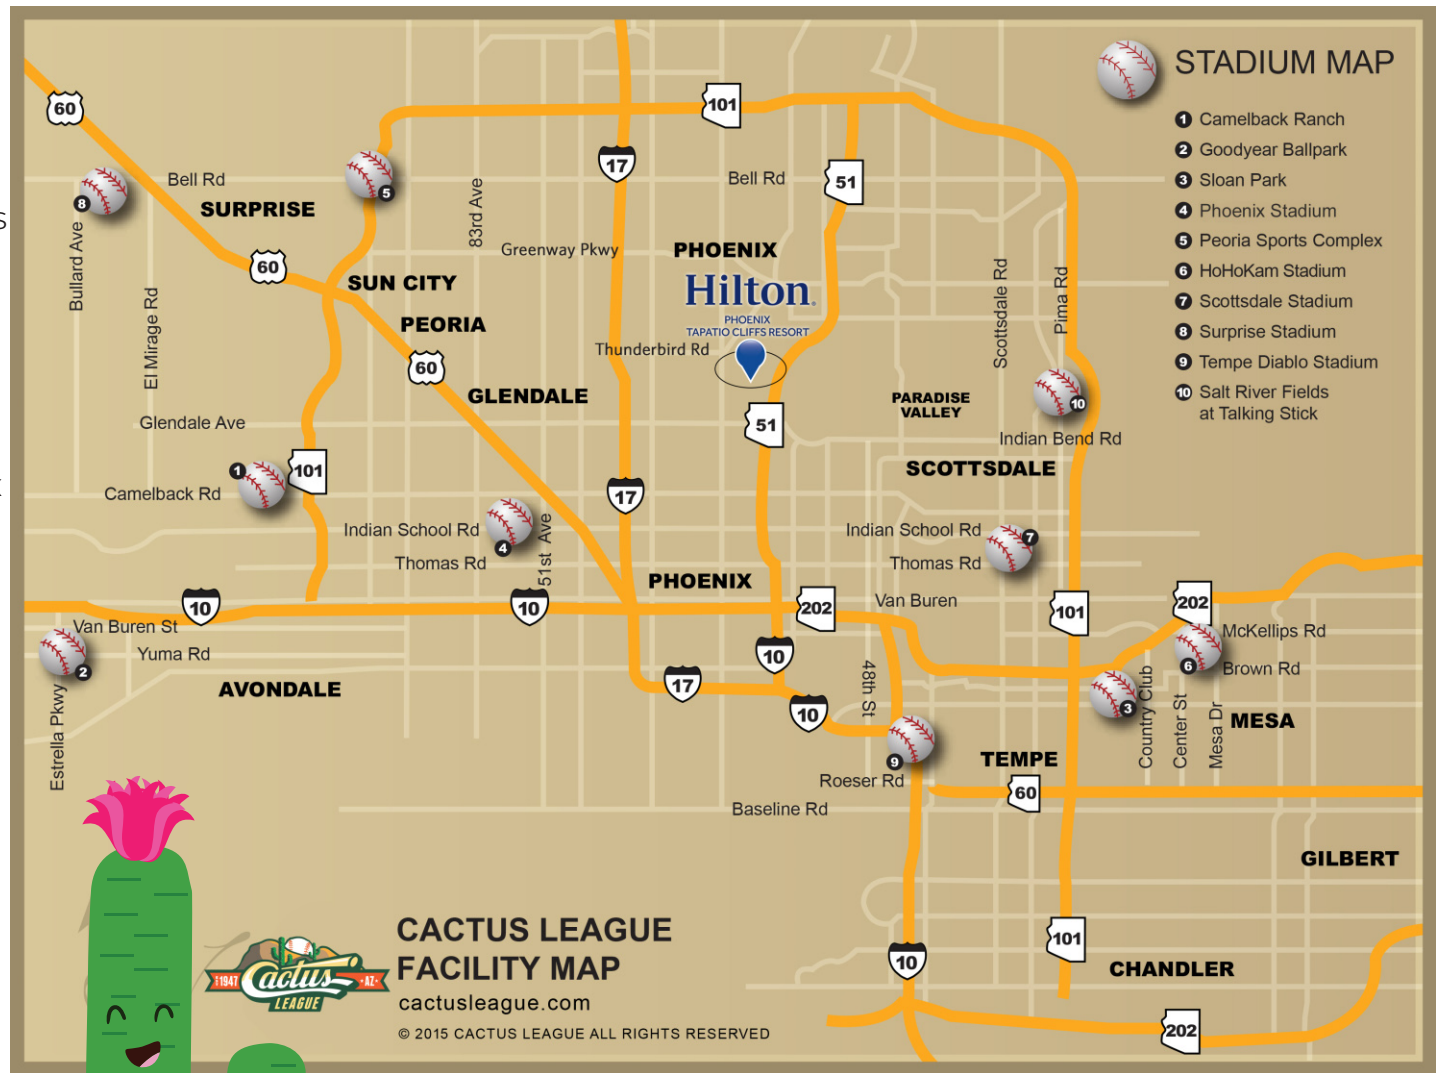 STADIUM MAP
1 Camelback Ranch
2 Goodyear Ballpark
3 Sloan Park
4 Phoenix Stadium
5 Peoria Sports Complex
6 HoHoKam Stadium
7 Scottsdale Stadium
8 Surprise Stadium
9 Tempe Diablo Stadium
10 Salt River Fields
at Talking Stick
60
101
17
51
Bell Rd
Bell Rd
5
8
SURPRISE
83rd Ave
Greenway Pkwy
PHOENIX
Bullard Ave
El Mirage Rd
60
SUN CITY
Hilton
PHOENIX
TAPATIO CLIFFS RESORT
Scottsdale Rd
Pima Rd
PEORIA
Thunderbird Rd
60
GLENDALE
PARADISE
VALLEY
10
51
Glendale Ave
Indian Bend Rd
SCOTTSDALE
1
101
Camelback Rd
17
Indian School Rd
4
51st Ave
Thomas Rd
Indian School Rd
7
Thomas Rd
PHOENIX
10
10
202
Van Buren
101
202
Van Buren St
McKellips Rd
Yuma Rd
2
10
6
Brown Rd
AVONDALE
17
10
48th St
3
Country Club
Center St
Mesa Dr
MESA
Estrella Pkwy
9
TEMPE
Roeser Rd
60
Baseline Rd
GILBERT
CACTUS LEAGUE
FACILITY MAP
cactusleague.com
© 2015 CACTUS LEAGUE ALL RIGHTS RESERVED
Cactus
LEAGUE
AZ
10
101
CHANDLER
202
S